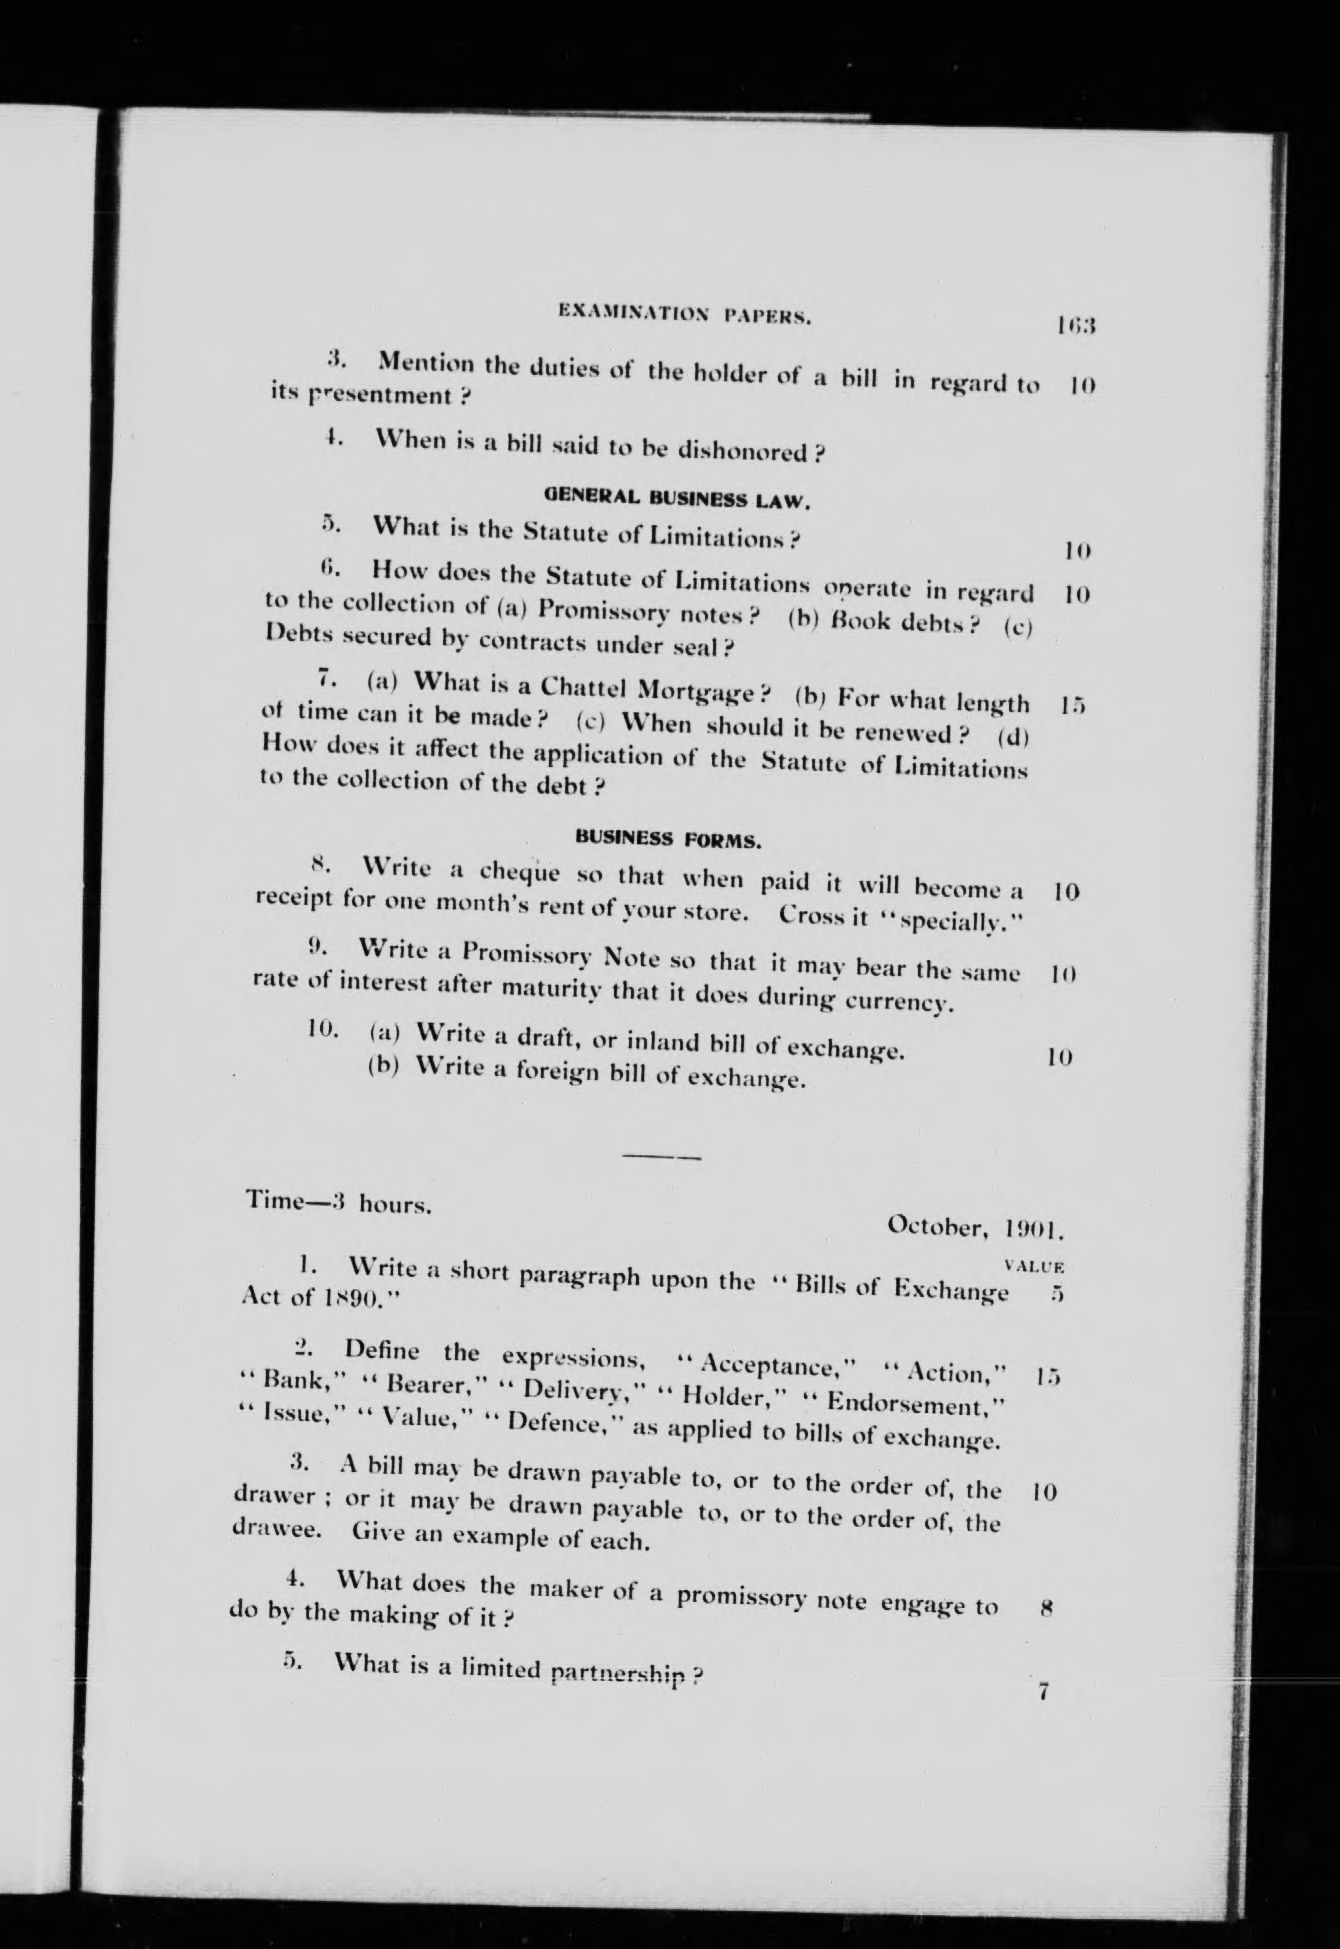 EXAMINATION PAPERS. 163
3. Mention the duties of the holder of a bill in regard to 10
its presentment ?
4. When is a bill said to be dishonored ?
GENERAL BUSINESS LAW.
5. What is the Statute of Limitations ? 10
6. How does the Statute of Limitations operate in regard 10
to the collection of (a) Promissory notes ? (b) Book debts ? (c)
Debts secured by contracts under seal ?
7. (a) What is a Chattel Mortgage ? (b) For what length 15
of time can it be made ? (c) When should it be renewed ? (d)
How does it affect the application of the Statute of Limitations
to the collection of the debt ?
BUSINESS FORMS.
8. Write a cheque so that when paid it will become a 10
receipt for one month's rent of your store. Cross it "specially."
9. Write a Promissory Note so that it may bear the same 10
rate of interest after maturity that it does during currency.
10. (a) Write a draft, or inland bill of exchange. 10
(b) Write a foreign bill of exchange.
Time—3 hours.
October, 1901.
VALUE
1. Write a short paragraph upon the "Bills of Exchange 5
Act of 1890."
2. Define the expressions, "Acceptance," "Action," 15
"Bank," "Bearer," "Delivery," "Holder," "Endorsement,"
"Issue," "Value," "Defence," as applied to bills of exchange.
3. A bill may be drawn payable to, or to the order of, the 10
drawer ; or it may be drawn payable to, or to the order of, the
drawee. Give an example of each.
4. What does the maker of a promissory note engage to 8
do by the making of it ?
5. What is a limited partnership ? 7